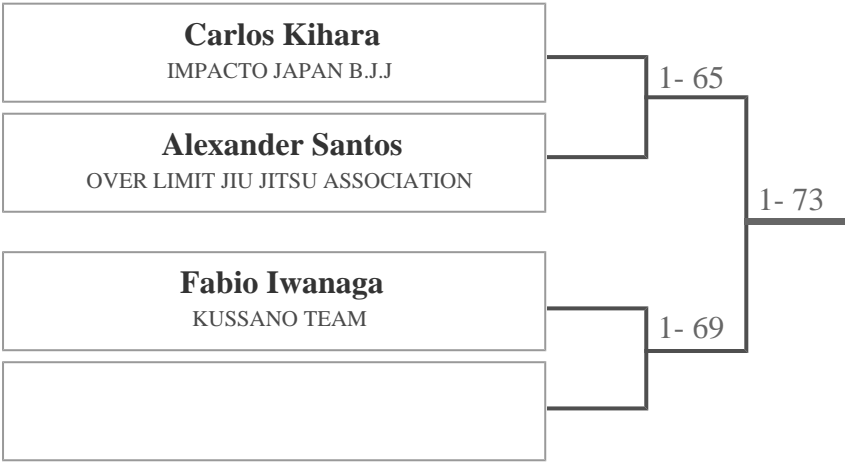 Carlos Kihara
IMPACTO JAPAN B.J.J
1- 65
Alexander Santos
OVER LIMIT JIU JITSU ASSOCIATION
1- 73
Fabio Iwanaga
KUSSANO TEAM
1- 69